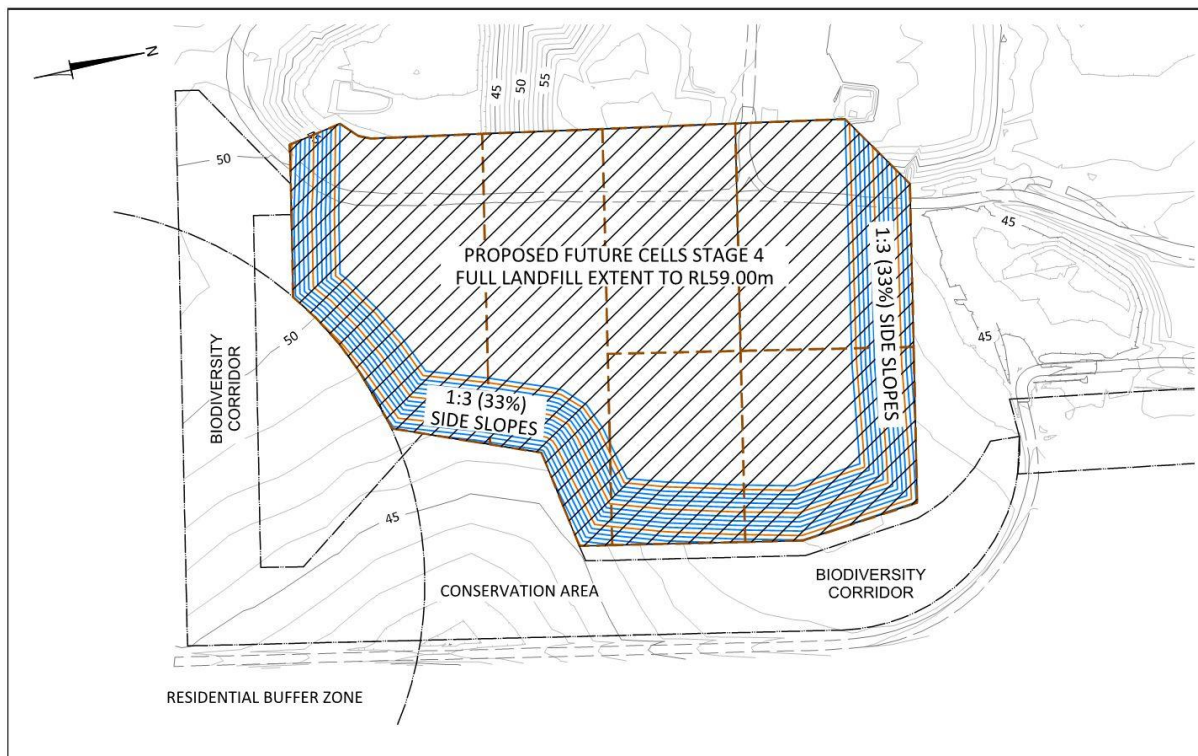 N
45
50
55
50
45
PROPOSED FUTURE CELLS STAGE 4
FULL LANDFILL EXTENT TO RL59.00m
1:3 (33%) SIDE SLOPES
45
50
BIODIVERSITY
CORRIDOR
1:3 (33%)
SIDE SLOPES
45
BIODIVERSITY
CORRIDOR
CONSERVATION AREA
RESIDENTIAL BUFFER ZONE